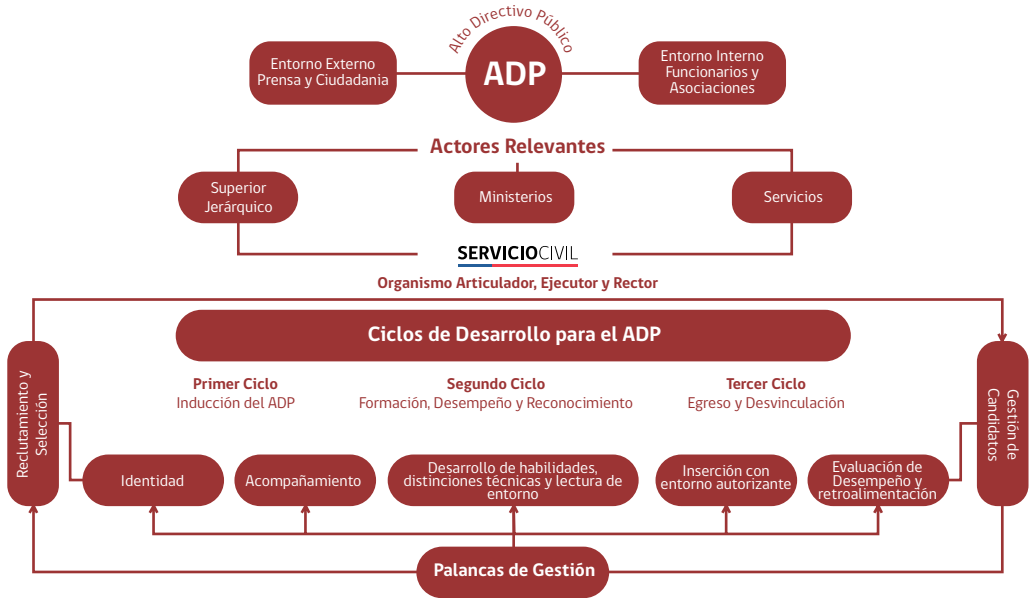 Alto Directivo Público
ADP
Entorno Externo
Prensa y Ciudadania
Entorno Interno
Funcionarios y
Asociaciones
Actores Relevantes
Superior
Jerárquico
Ministerios
Servicios
SERVICIOCIVIL
Organismo Articulador, Ejecutor y Rector
Ciclos de Desarrollo para el ADP
Reclutamiento y
Selección
Gestión de
Candidatos
Primer Ciclo
Inducción del ADP
Segundo Ciclo
Formación, Desempeño y Reconocimiento
Tercer Ciclo
Egreso y Desvinculación
Identidad
Acompañamiento
Desarrollo de habilidades,
distinciones técnicas y lectura de
entorno
Inserción con
entorno autorizante
Evaluación de
Desempeño y
retroalimentación
Palancas de Gestión